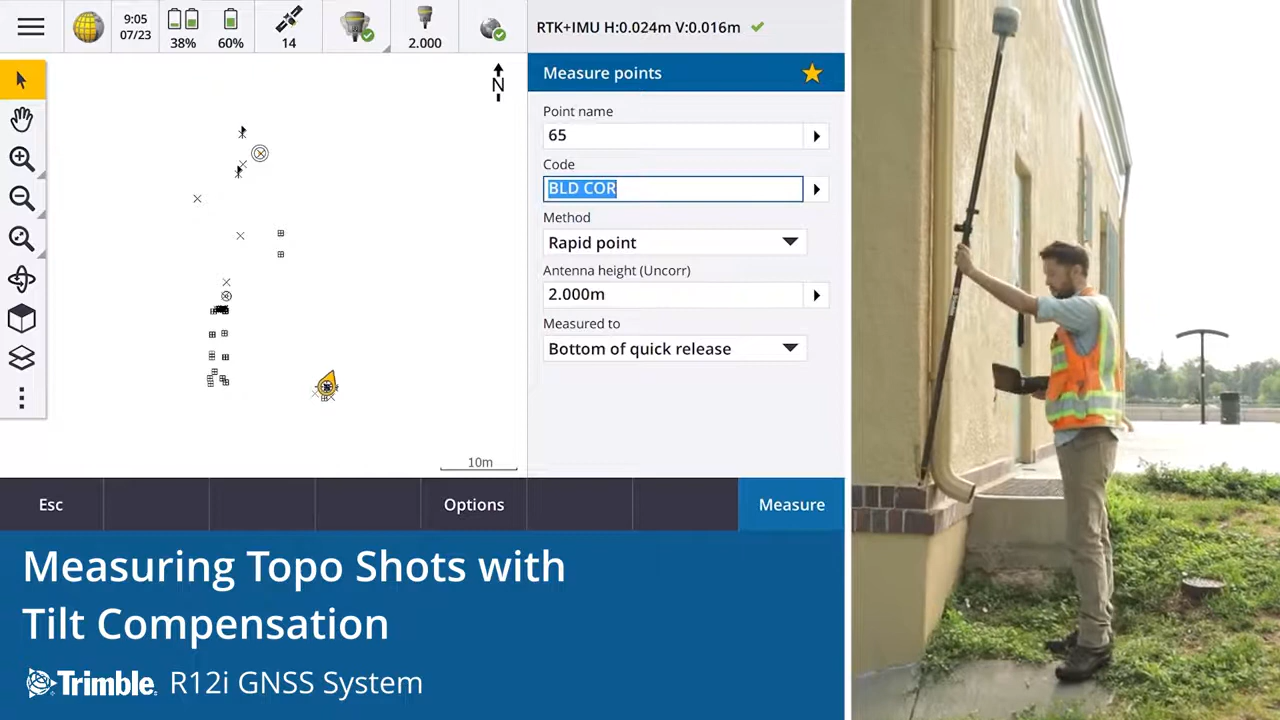 9:05
07/23
38%
60%
14
2.000
RTK+IMU H:0.024m V:0.016m
N
10m
Measure points
Point name
65
Code
BLD COR
Method
Rapid point
Antenna height (Uncorr)
2.000m
Measured to
Bottom of quick release
Esc
Options
Measure
Measuring Topo Shots with
Tilt Compensation
Trimble. R12i GNSS System